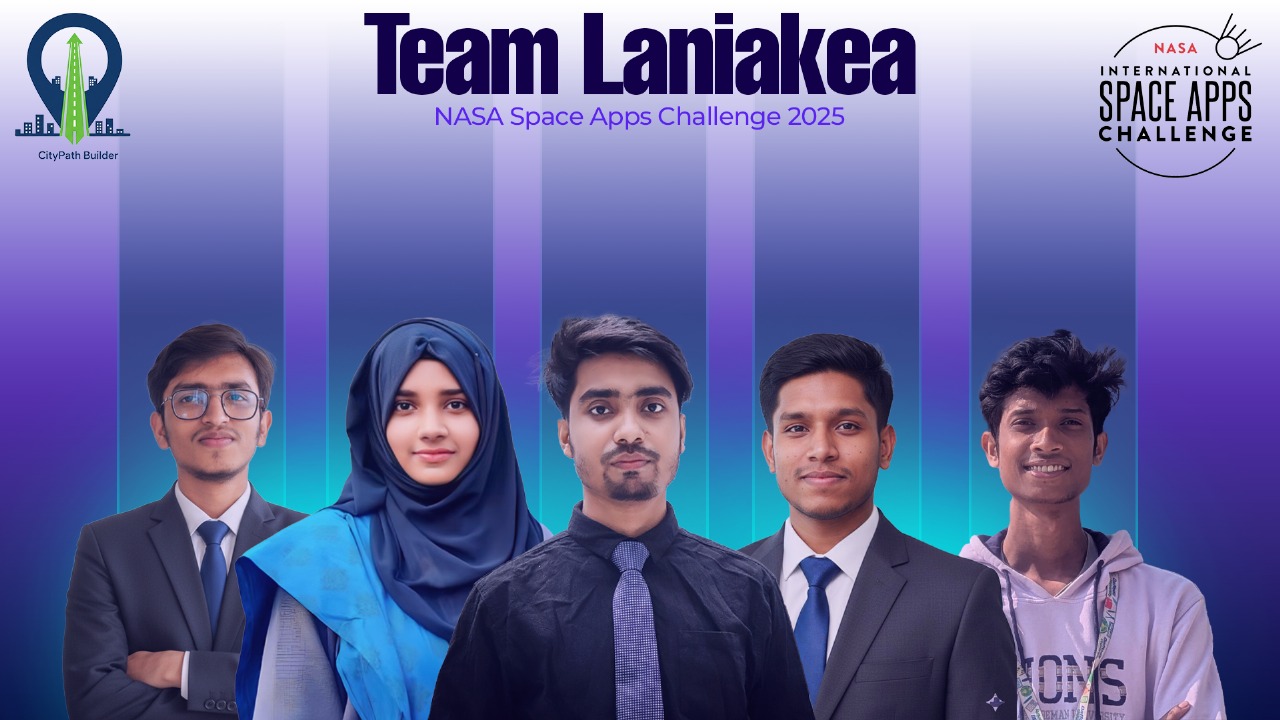 Team Laniakea
NASA Space Apps Challenge 2025
CityPath Builder
NASA
INTERNATIONAL
SPACE APPS
CHALLENGE